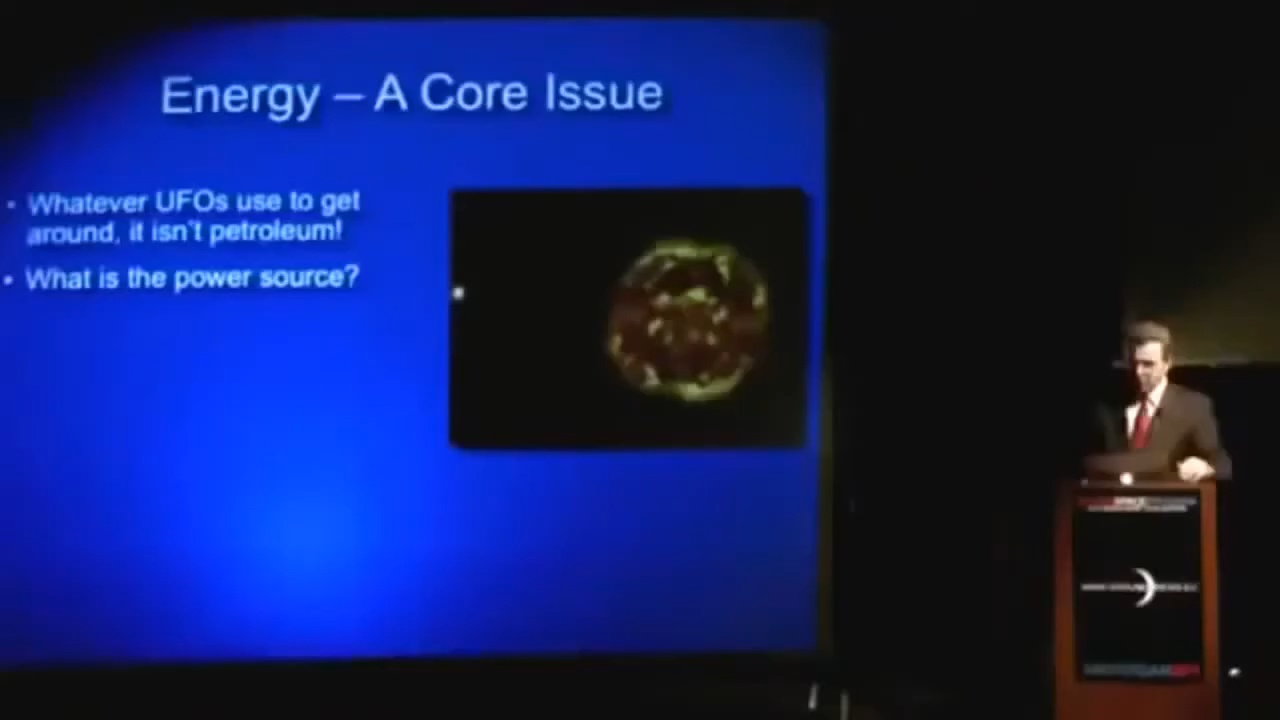 Energy – A Core Issue
• Whatever UFOs use to get
around, it isn't petroleum!
• What is the power source?